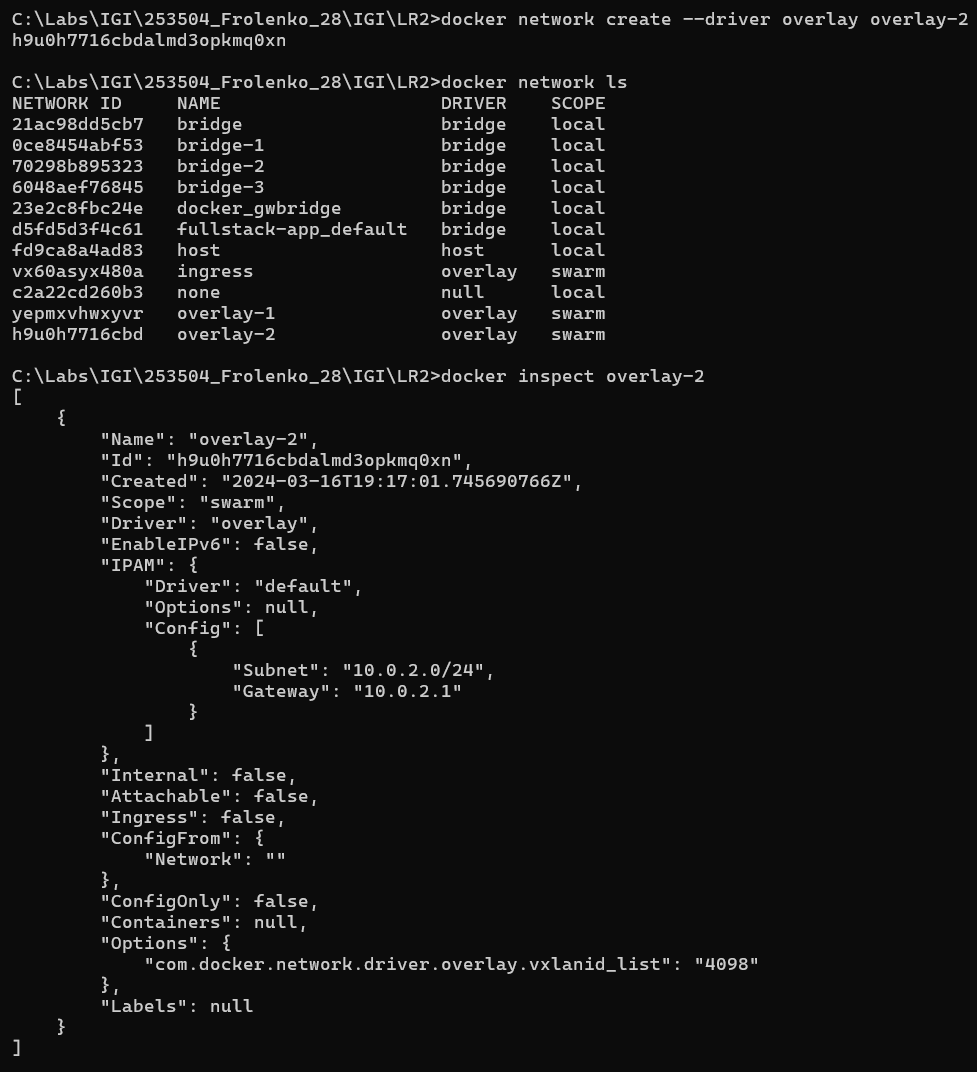 C:\Labs\IGI\253504_Frolenko_28\IGI\LR2>docker network create --driver overlay overlay-2
h9u0h7716cbdalmd3opkmq0xn

C:\Labs\IGI\253504_Frolenko_28\IGI\LR2>docker network ls
NETWORK ID     NAME                    DRIVER    SCOPE
21ac98dd5cb7   bridge                  bridge    local
0ce8454abf53   bridge-1                bridge    local
70298b895323   bridge-2                bridge    local
6048aef76845   bridge-3                bridge    local
23e2c8fbc24e   docker_gwbridge         bridge    local
d5fd5d3f4c61   fullstack-app_default   bridge    local
fd9ca8a4ad83   host                    host      local
vx60asyx480a   ingress                 overlay   swarm
c2a22cd260b3   none                    null      local
yepmxvhwxyvr   overlay-1               overlay   swarm
h9u0h7716cbd   overlay-2               overlay   swarm

C:\Labs\IGI\253504_Frolenko_28\IGI\LR2>docker inspect overlay-2
[
    {
        "Name": "overlay-2",
        "Id": "h9u0h7716cbdalmd3opkmq0xn",
        "Created": "2024-03-16T19:17:01.745690766Z",
        "Scope": "swarm",
        "Driver": "overlay",
        "EnableIPv6": false,
        "IPAM": {
            "Driver": "default",
            "Options": null,
            "Config": [
                {
                    "Subnet": "10.0.2.0/24",
                    "Gateway": "10.0.2.1"
                }
            ]
        },
        "Internal": false,
        "Attachable": false,
        "Ingress": false,
        "ConfigFrom": {
            "Network": ""
        },
        "ConfigOnly": false,
        "Containers": null,
        "Options": {
            "com.docker.network.driver.overlay.vxlanid_list": "4098"
        },
        "Labels": null
    }
]